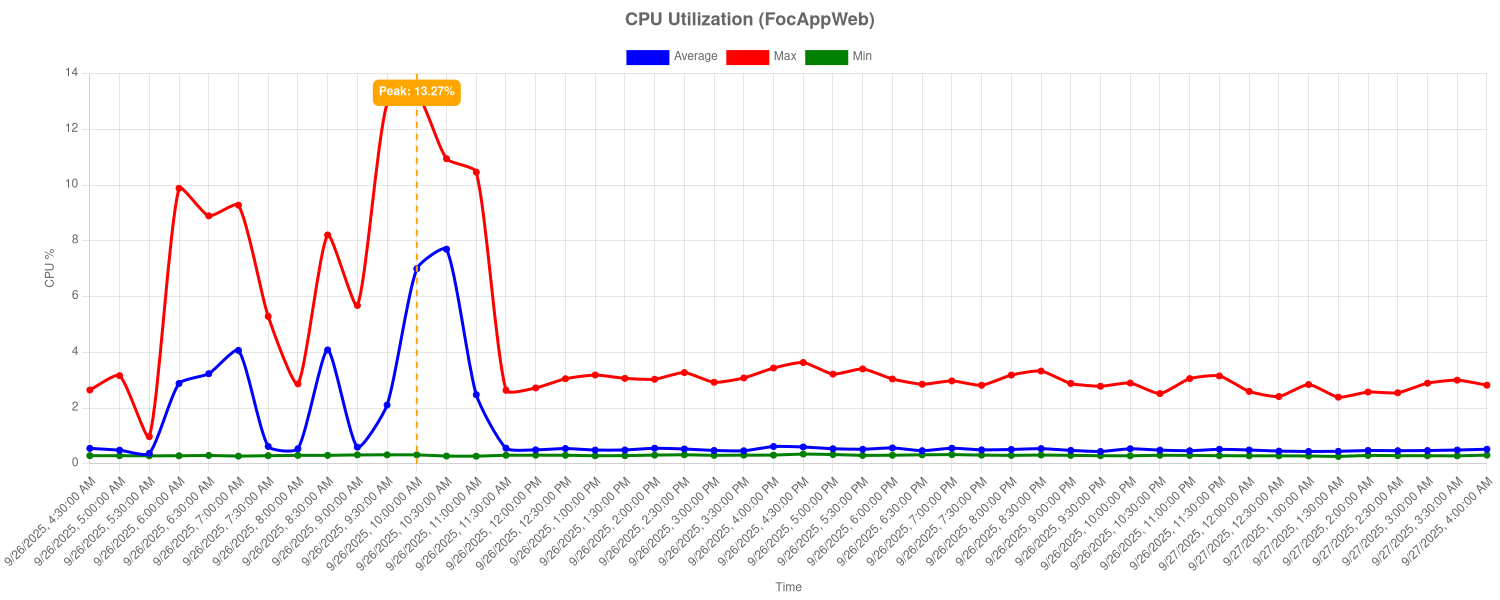 CPU Utilization (FocAppWeb)
Average Max Min
Peak: 13.27%
CPU %
14
12
10
8
6
4
2
0
9/26/2025, 4:30:00 AM
9/26/2025, 5:00:00 AM
9/26/2025, 5:30:00 AM
9/26/2025, 6:00:00 AM
9/26/2025, 6:30:00 AM
9/26/2025, 7:00:00 AM
9/26/2025, 7:30:00 AM
9/26/2025, 8:00:00 AM
9/26/2025, 8:30:00 AM
9/26/2025, 9:00:00 AM
9/26/2025, 9:30:00 AM
9/26/2025, 10:00:00 AM
9/26/2025, 10:30:00 AM
9/26/2025, 11:00:00 AM
9/26/2025, 11:30:00 AM
9/26/2025, 12:00:00 PM
9/26/2025, 12:30:00 PM
9/26/2025, 1:00:00 PM
9/26/2025, 1:30:00 PM
9/26/2025, 2:00:00 PM
9/26/2025, 2:30:00 PM
9/26/2025, 3:00:00 PM
9/26/2025, 3:30:00 PM
9/26/2025, 4:00:00 PM
9/26/2025, 4:30:00 PM
9/26/2025, 5:00:00 PM
9/26/2025, 5:30:00 PM
9/26/2025, 6:00:00 PM
9/26/2025, 6:30:00 PM
9/26/2025, 7:00:00 PM
9/26/2025, 7:30:00 PM
9/26/2025, 8:00:00 PM
9/26/2025, 8:30:00 PM
9/26/2025, 9:00:00 PM
9/26/2025, 9:30:00 PM
9/26/2025, 10:00:00 PM
9/26/2025, 10:30:00 PM
9/26/2025, 11:00:00 PM
9/26/2025, 11:30:00 PM
9/27/2025, 12:00:00 AM
9/27/2025, 12:30:00 AM
9/27/2025, 1:00:00 AM
9/27/2025, 1:30:00 AM
9/27/2025, 2:00:00 AM
9/27/2025, 2:30:00 AM
9/27/2025, 3:00:00 AM
9/27/2025, 3:30:00 AM
9/27/2025, 4:00:00 AM
Time